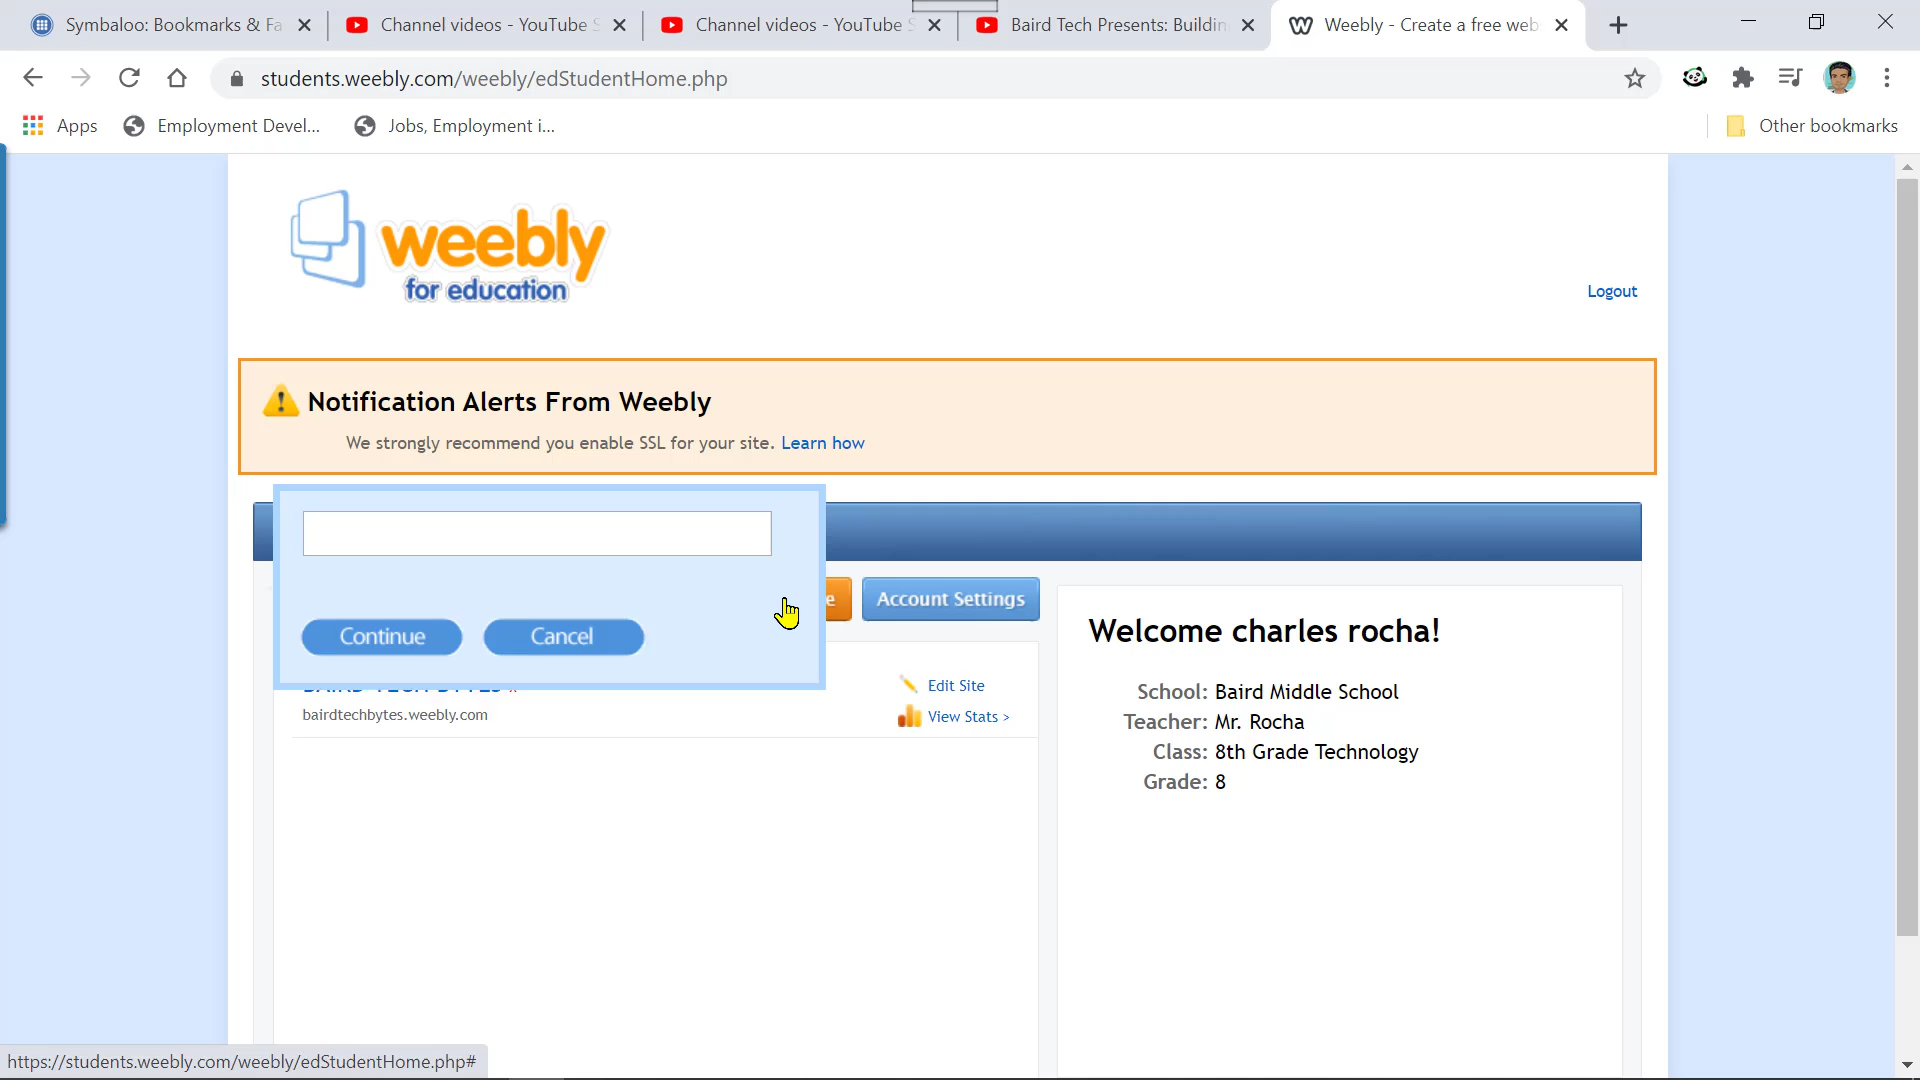 Symbaloo: Bookmarks & Fa
Channel videos - YouTube S
Channel videos - YouTube S
Baird Tech Presents: Buildin
Weebly - Create a free web
students.weebly.com/weebly/edStudentHome.php
Apps
Employment Devel...
Jobs, Employment i...
Other bookmarks
weebly
for education
Logout
Notification Alerts From Weebly
We strongly recommend you enable SSL for your site. Learn how
e
Account Settings
Continue
Cancel
Welcome charles rocha!
School: Baird Middle School
Teacher: Mr. Rocha
Class: 8th Grade Technology
Grade: 8
Edit Site
bairdtechbytes.weebly.com
View Stats >
https://students.weebly.com/weebly/edStudentHome.php#